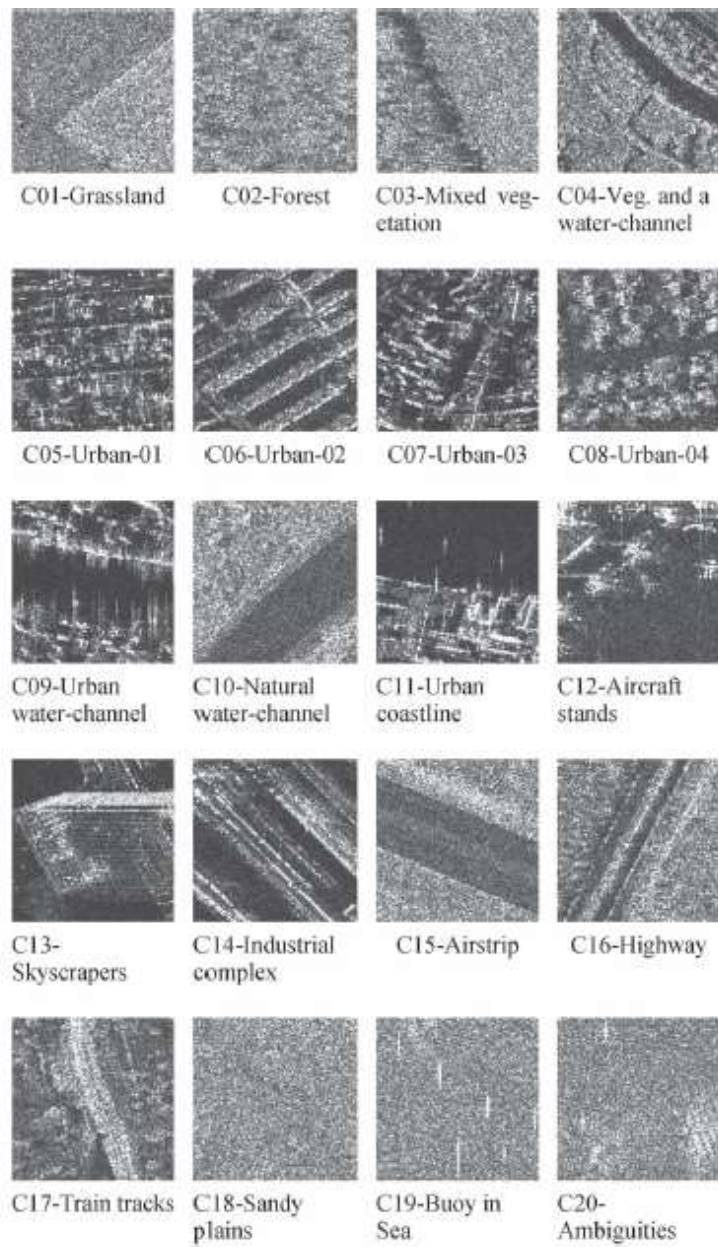 C01-Grassland
C02-Forest
C03-Mixed veg-
etation
C04-Veg. and a
water-channel
C05-Urban-01
C06-Urban-02
C07-Urban-03
C08-Urban-04
C09-Urban
water-channel
C10-Natural
water-channel
C11-Urban
coastline
C12-Aircraft
stands
C13-
Skyscrapers
C14-Industrial
complex
C15-Airstrip
C16-Highway
C17-Train tracks
C18-Sandy
plains
C19-Buoy in
Sea
C20-
Ambiguities